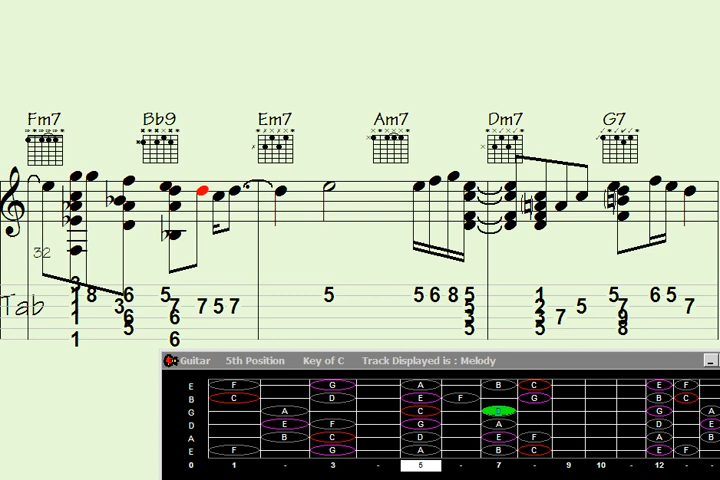 Fm7 Bb9 Em7 Am7 Dm7 G7
32
Tab
3
1 8 6 5 5 5 6 8 5 1 5 5 6 5
1 3 7 7 5 7 5 2 5 7 7
1 6 6 3 3 7 9
5 5 5 8
1 6
Guitar 5th Position Key of C Track Displayed is : Melody
E F G A B C E F
B C D E F G B C
G A C D G A
D E G A D E
A B C D E F A B
E F G A B C E F
0 1 - 3 - 5 - 7 - 9 10 - 12 -